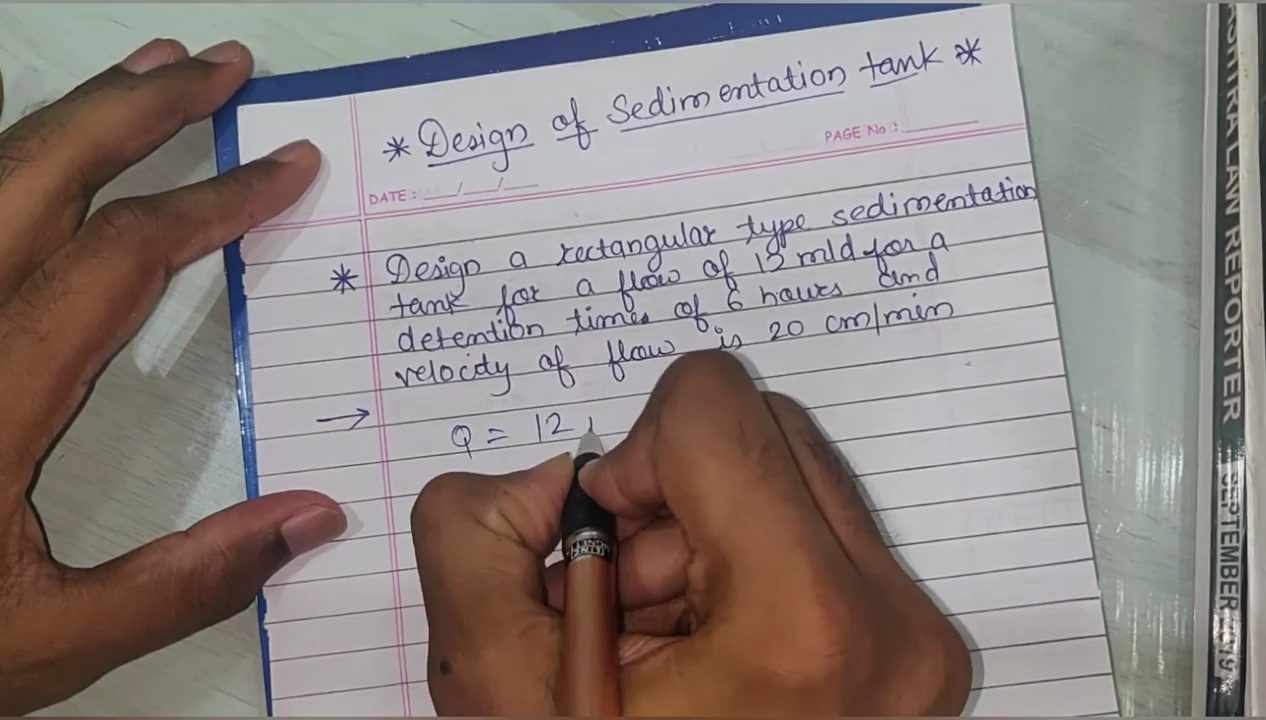 * Design of Sedimentation tank *
PAGE No :
DATE : / /
* Design a rectangular type sedimentation
tank for a flow of 12 mld for a
detention times of 6 hours and
velocity of flow is 20 cm/min
→ Q = 12
LAW REPORTER
SEPTEMBER 2019